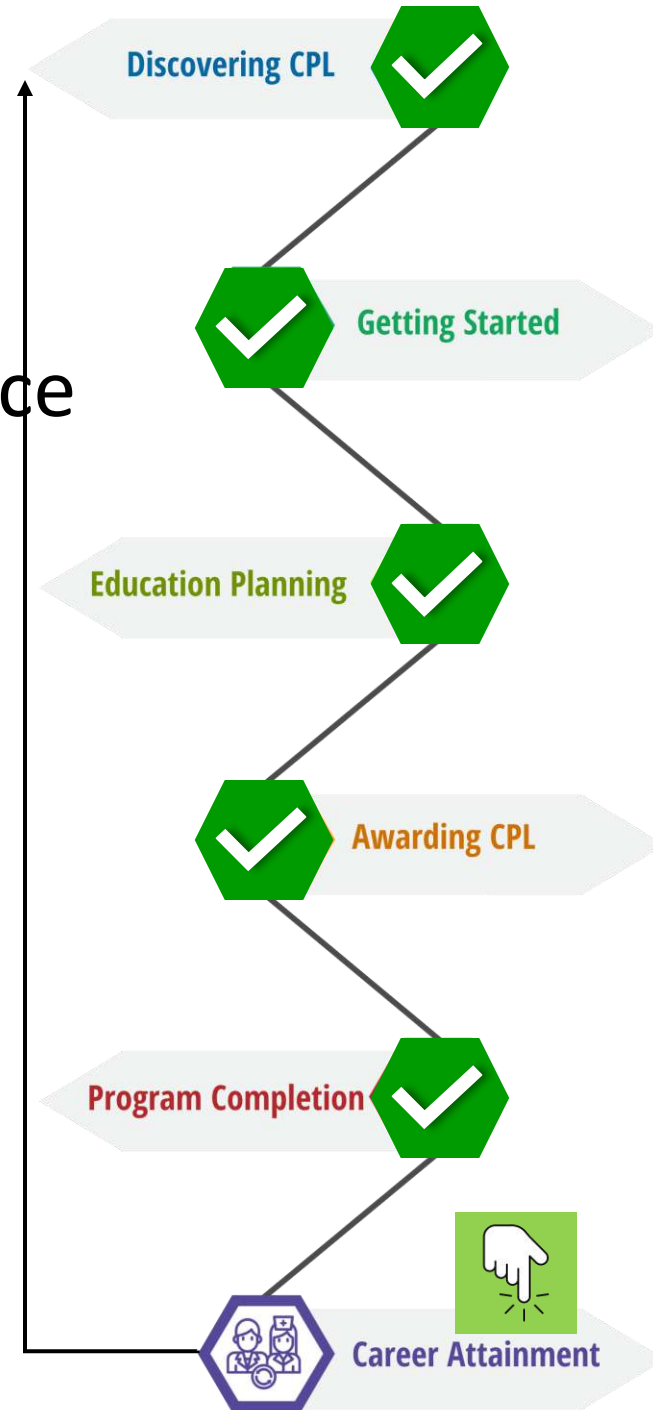 Discovering CPL
Getting Started
ce
Education Planning
Awarding CPL
Program Completion
Career Attainment